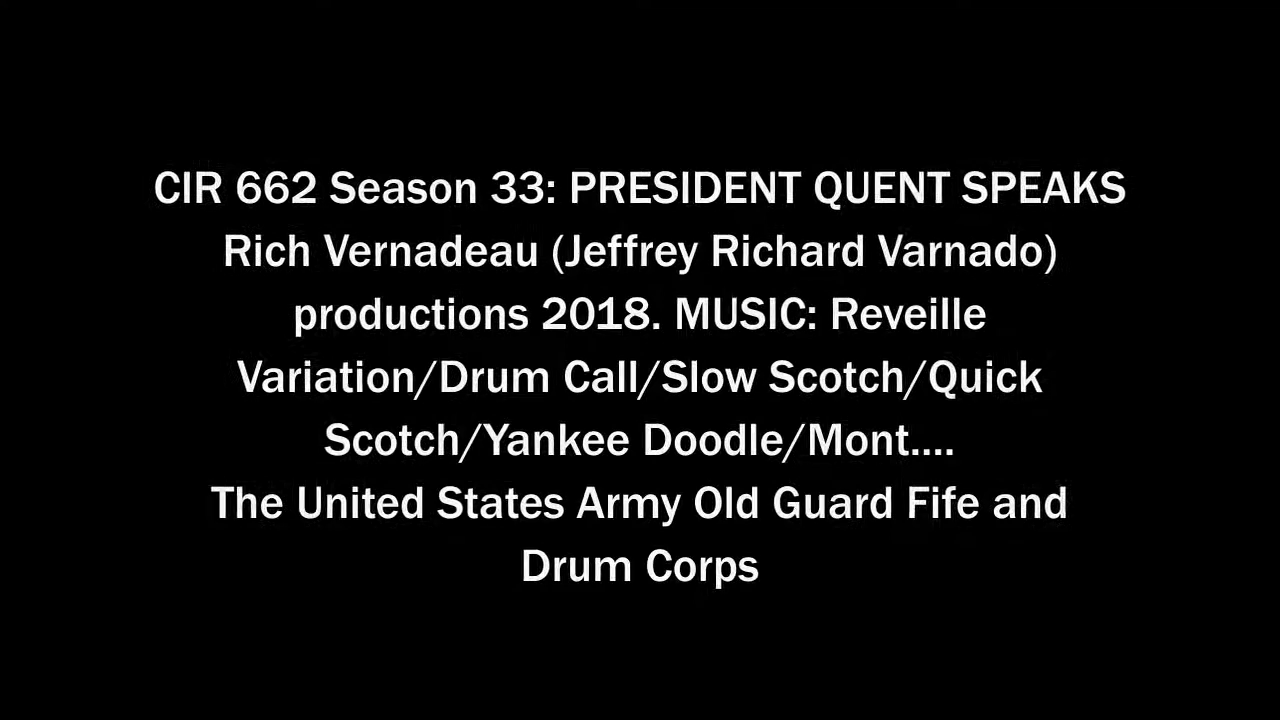 CIR 662 Season 33: PRESIDENT QUENT SPEAKS
Rich Vernadeau (Jeffrey Richard Varnado)
productions 2018. MUSIC: Reveille
Variation/Drum Call/Slow Scotch/Quick
Scotch/Yankee Doodle/Mont....
The United States Army Old Guard Fife and
Drum Corps